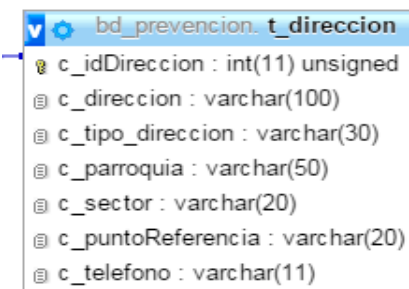 v bd_prevencion. t_direccion
c_idDireccion : int(11) unsigned
c_direccion : varchar(100)
c_tipo_direccion : varchar(30)
c_parroquia : varchar(50)
c_sector : varchar(20)
c_puntoReferencia : varchar(20)
c_telefono : varchar(11)